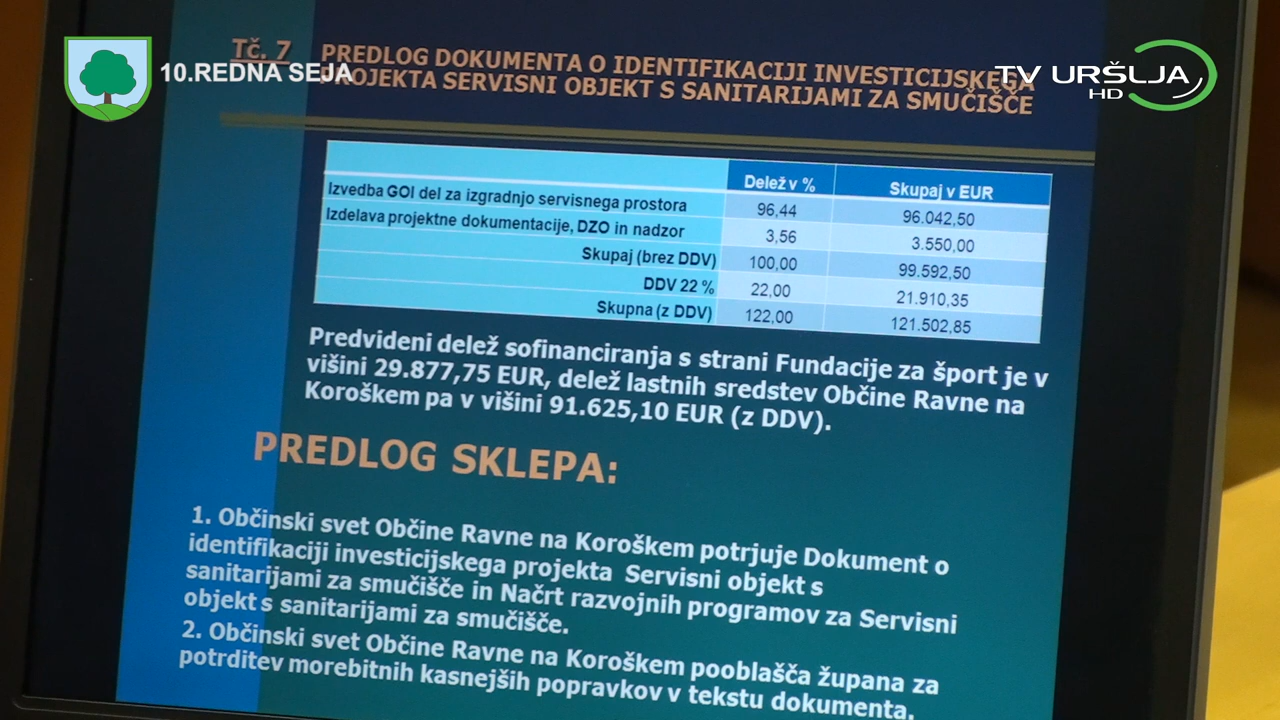 10.REDNA SEJA
TV URŠLJA
HD
Tč. 7
PREDLOG DOKUMENTA O IDENTIFIKACIJI INVESTICIJSKEGA
PROJEKTA SERVISNI OBJEKT S SANITARIJAMI ZA SMUČIŠČE
Delež v % Skupaj v EUR
Izvedba GOI del za izgradnjo servisnega prostora 96,44 96.042,50
Izdelava projektne dokumentacije, DZO in nadzor 3,56 3.550,00
Skupaj (brez DDV) 100,00 99.592,50
DDV 22 % 22,00 21.910,35
Skupna (z DDV) 122,00 121.502,85
Predvideni delež sofinanciranja s strani Fundacije za šport je v
višini 29.877,75 EUR, delež lastnih sredstev Občine Ravne na
Koroškem pa v višini 91.625,10 EUR (z DDV).
PREDLOG SKLEPA:
1. Občinski svet Občine Ravne na Koroškem potrjuje Dokument o
identifikaciji investicijskega projekta Servisni objekt s
sanitarijami za smučišče in Načrt razvojnih programov za Servisni
objekt s sanitarijami za smučišče.
2. Občinski svet Občine Ravne na Koroškem pooblašča župana za
potrditev morebitnih kasnejših popravkov v tekstu dokumenta.